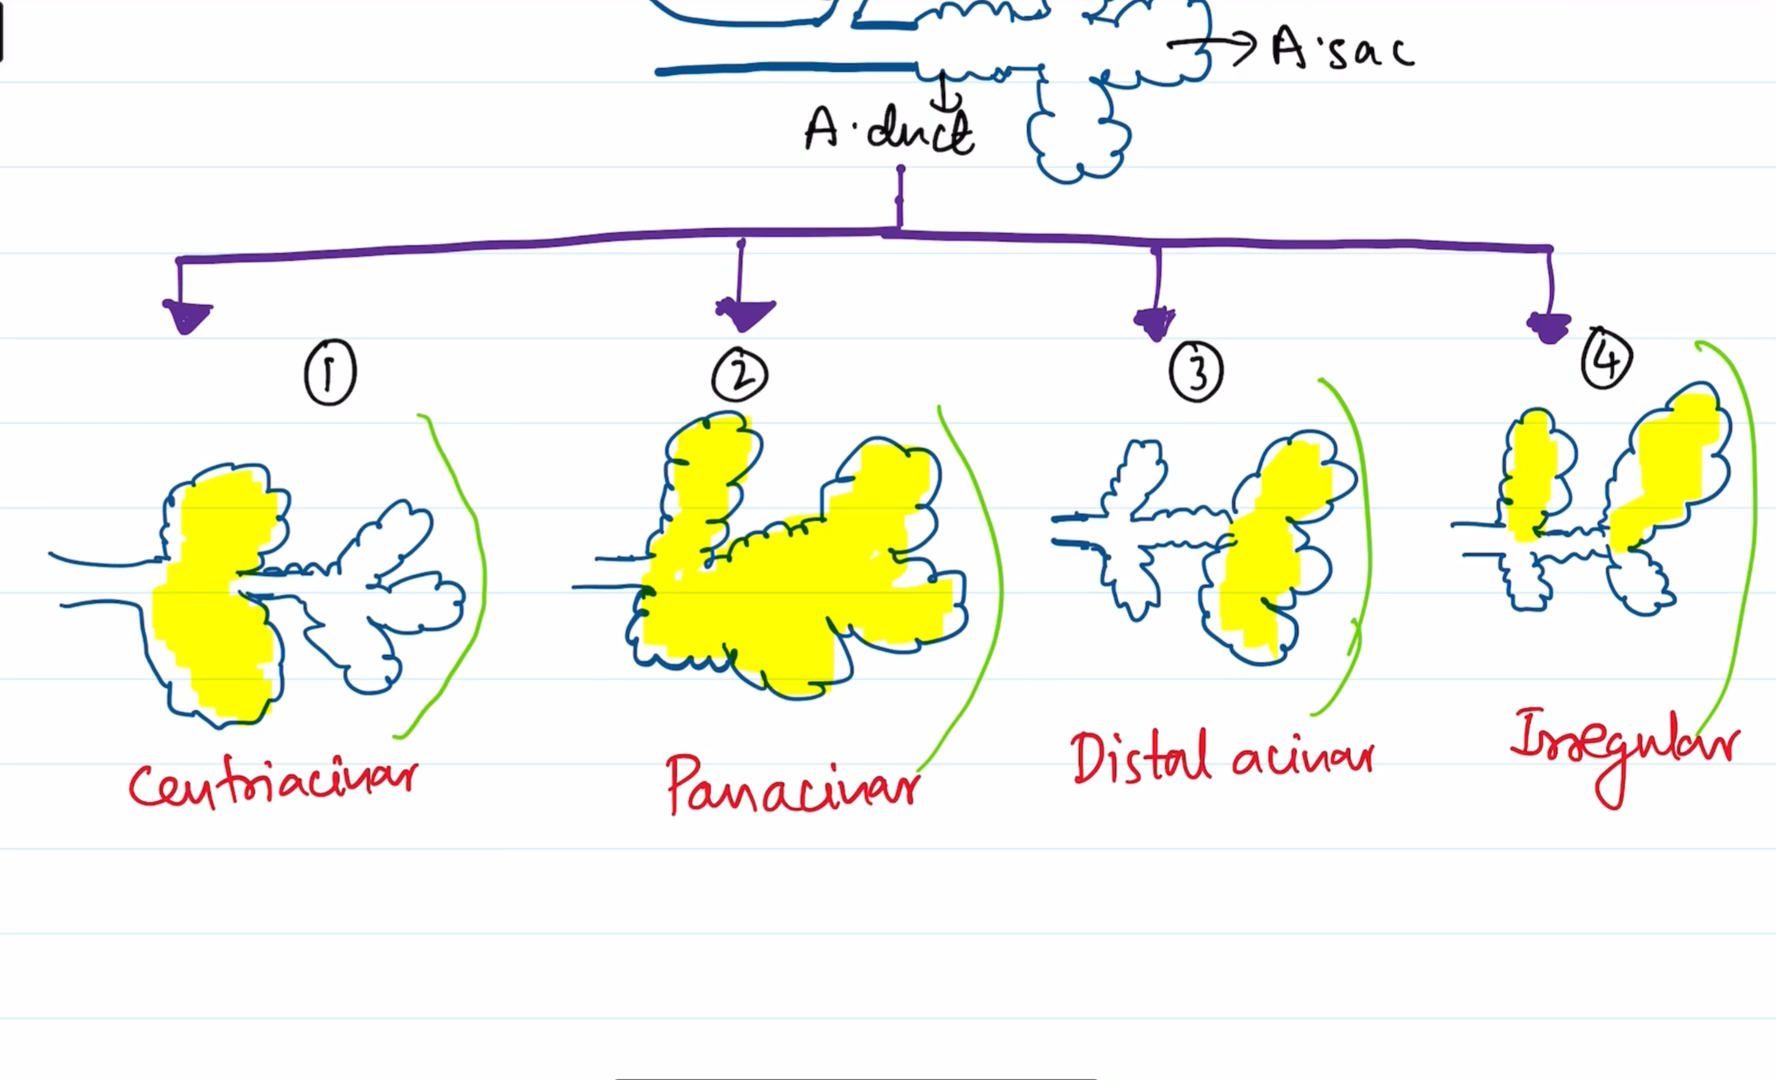 → A.sac
A.duct
①
②
③
④
Centriacinar
Panacinar
Distal acinar
Irregular